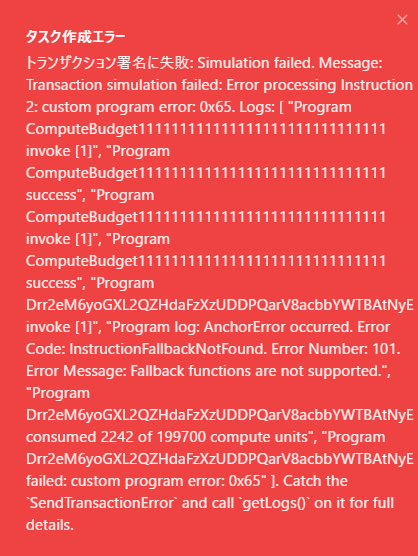 タスク作成エラー
トランザクション署名に失敗: Simulation failed. Message:
Transaction simulation failed: Error processing Instruction
2: custom program error: 0x65. Logs: [ "Program
ComputeBudget111111111111111111111111111111
invoke [1]", "Program
ComputeBudget111111111111111111111111111111
success", "Program
ComputeBudget111111111111111111111111111111
invoke [1]", "Program
ComputeBudget111111111111111111111111111111
success", "Program
Drr2eM6yoGXL2QZHdaFzXzUDDPQarV8acbbYWTBAtNyE
invoke [1]", "Program log: AnchorError occurred. Error
Code: InstructionFallbackNotFound. Error Number: 101.
Error Message: Fallback functions are not supported.",
"Program
Drr2eM6yoGXL2QZHdaFzXzUDDPQarV8acbbYWTBAtNyE
consumed 2242 of 199700 compute units", "Program
Drr2eM6yoGXL2QZHdaFzXzUDDPQarV8acbbYWTBAtNyE
failed: custom program error: 0x65" ]. Catch the
`SendTransactionError` and call `getLogs()` on it for full
details.